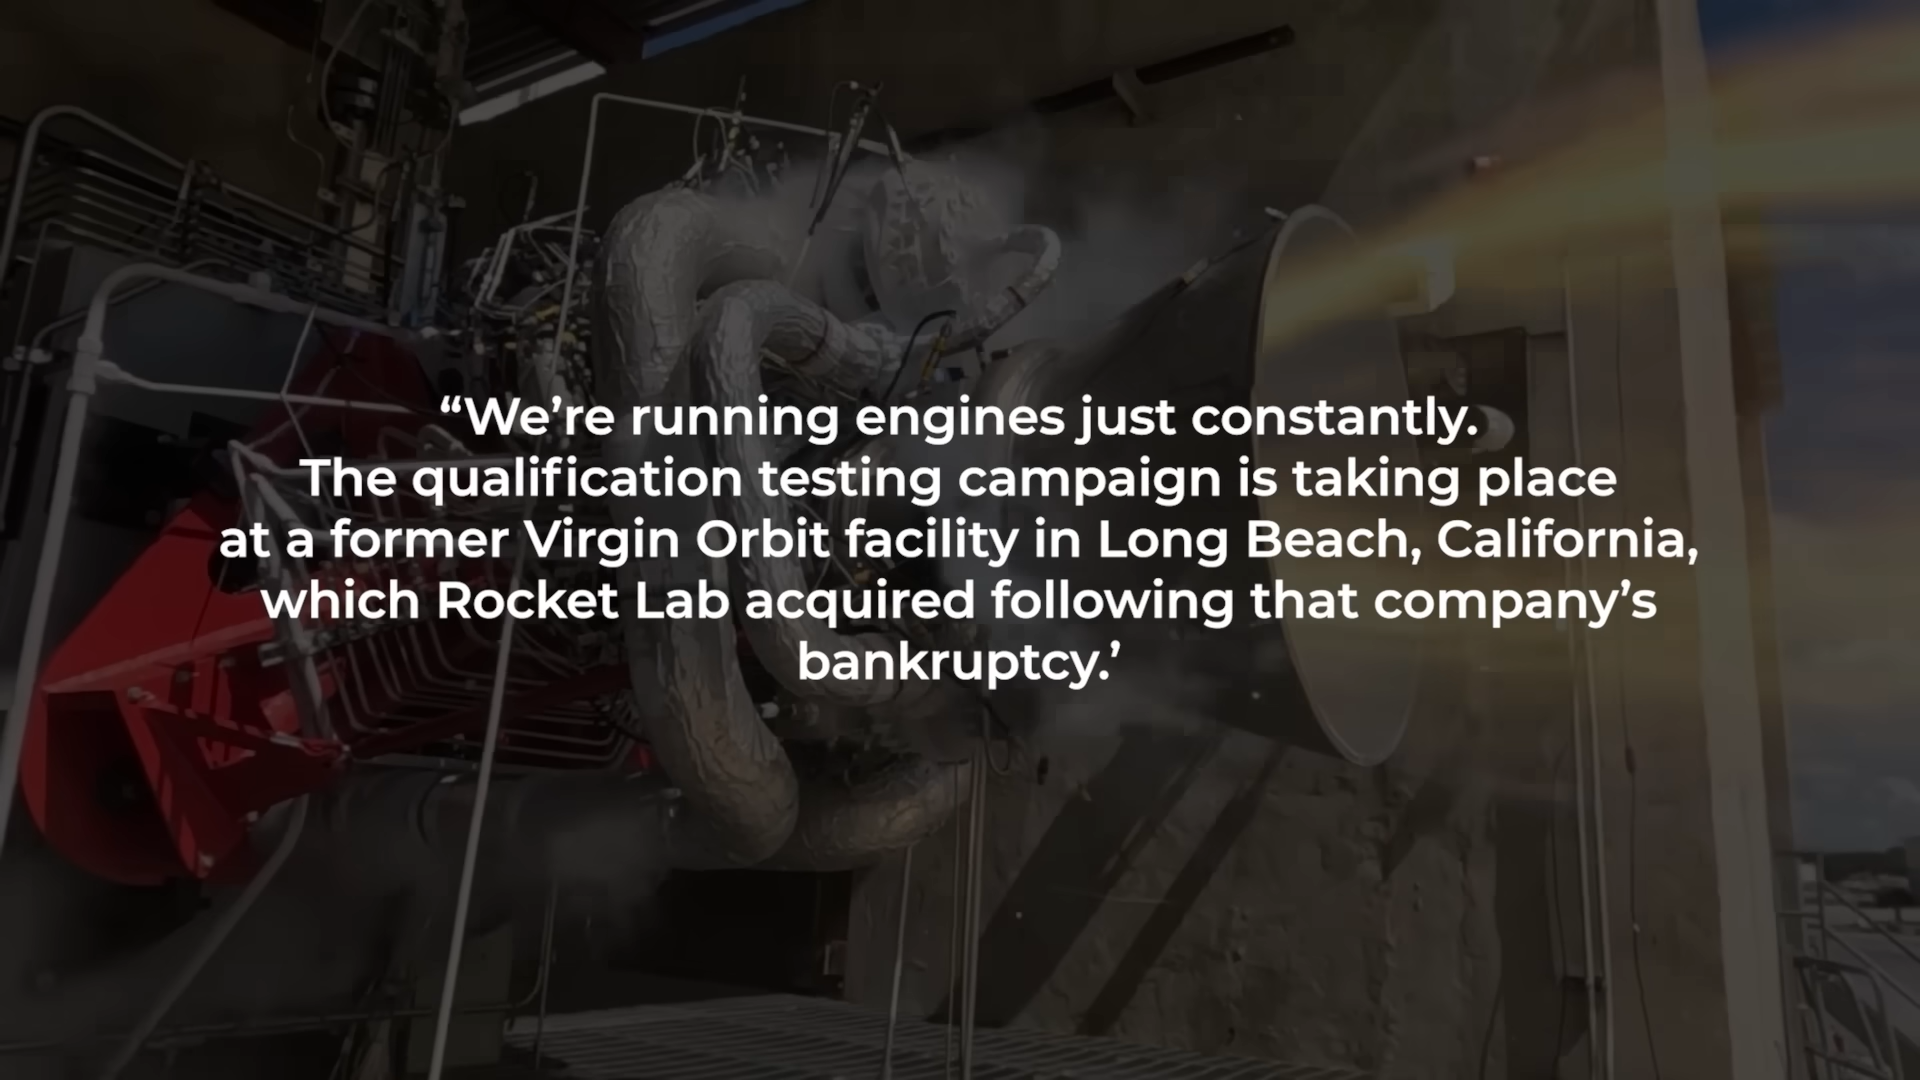 “We’re running engines just constantly.
The qualification testing campaign is taking place
at a former Virgin Orbit facility in Long Beach, California,
which Rocket Lab acquired following that company’s
bankruptcy.’